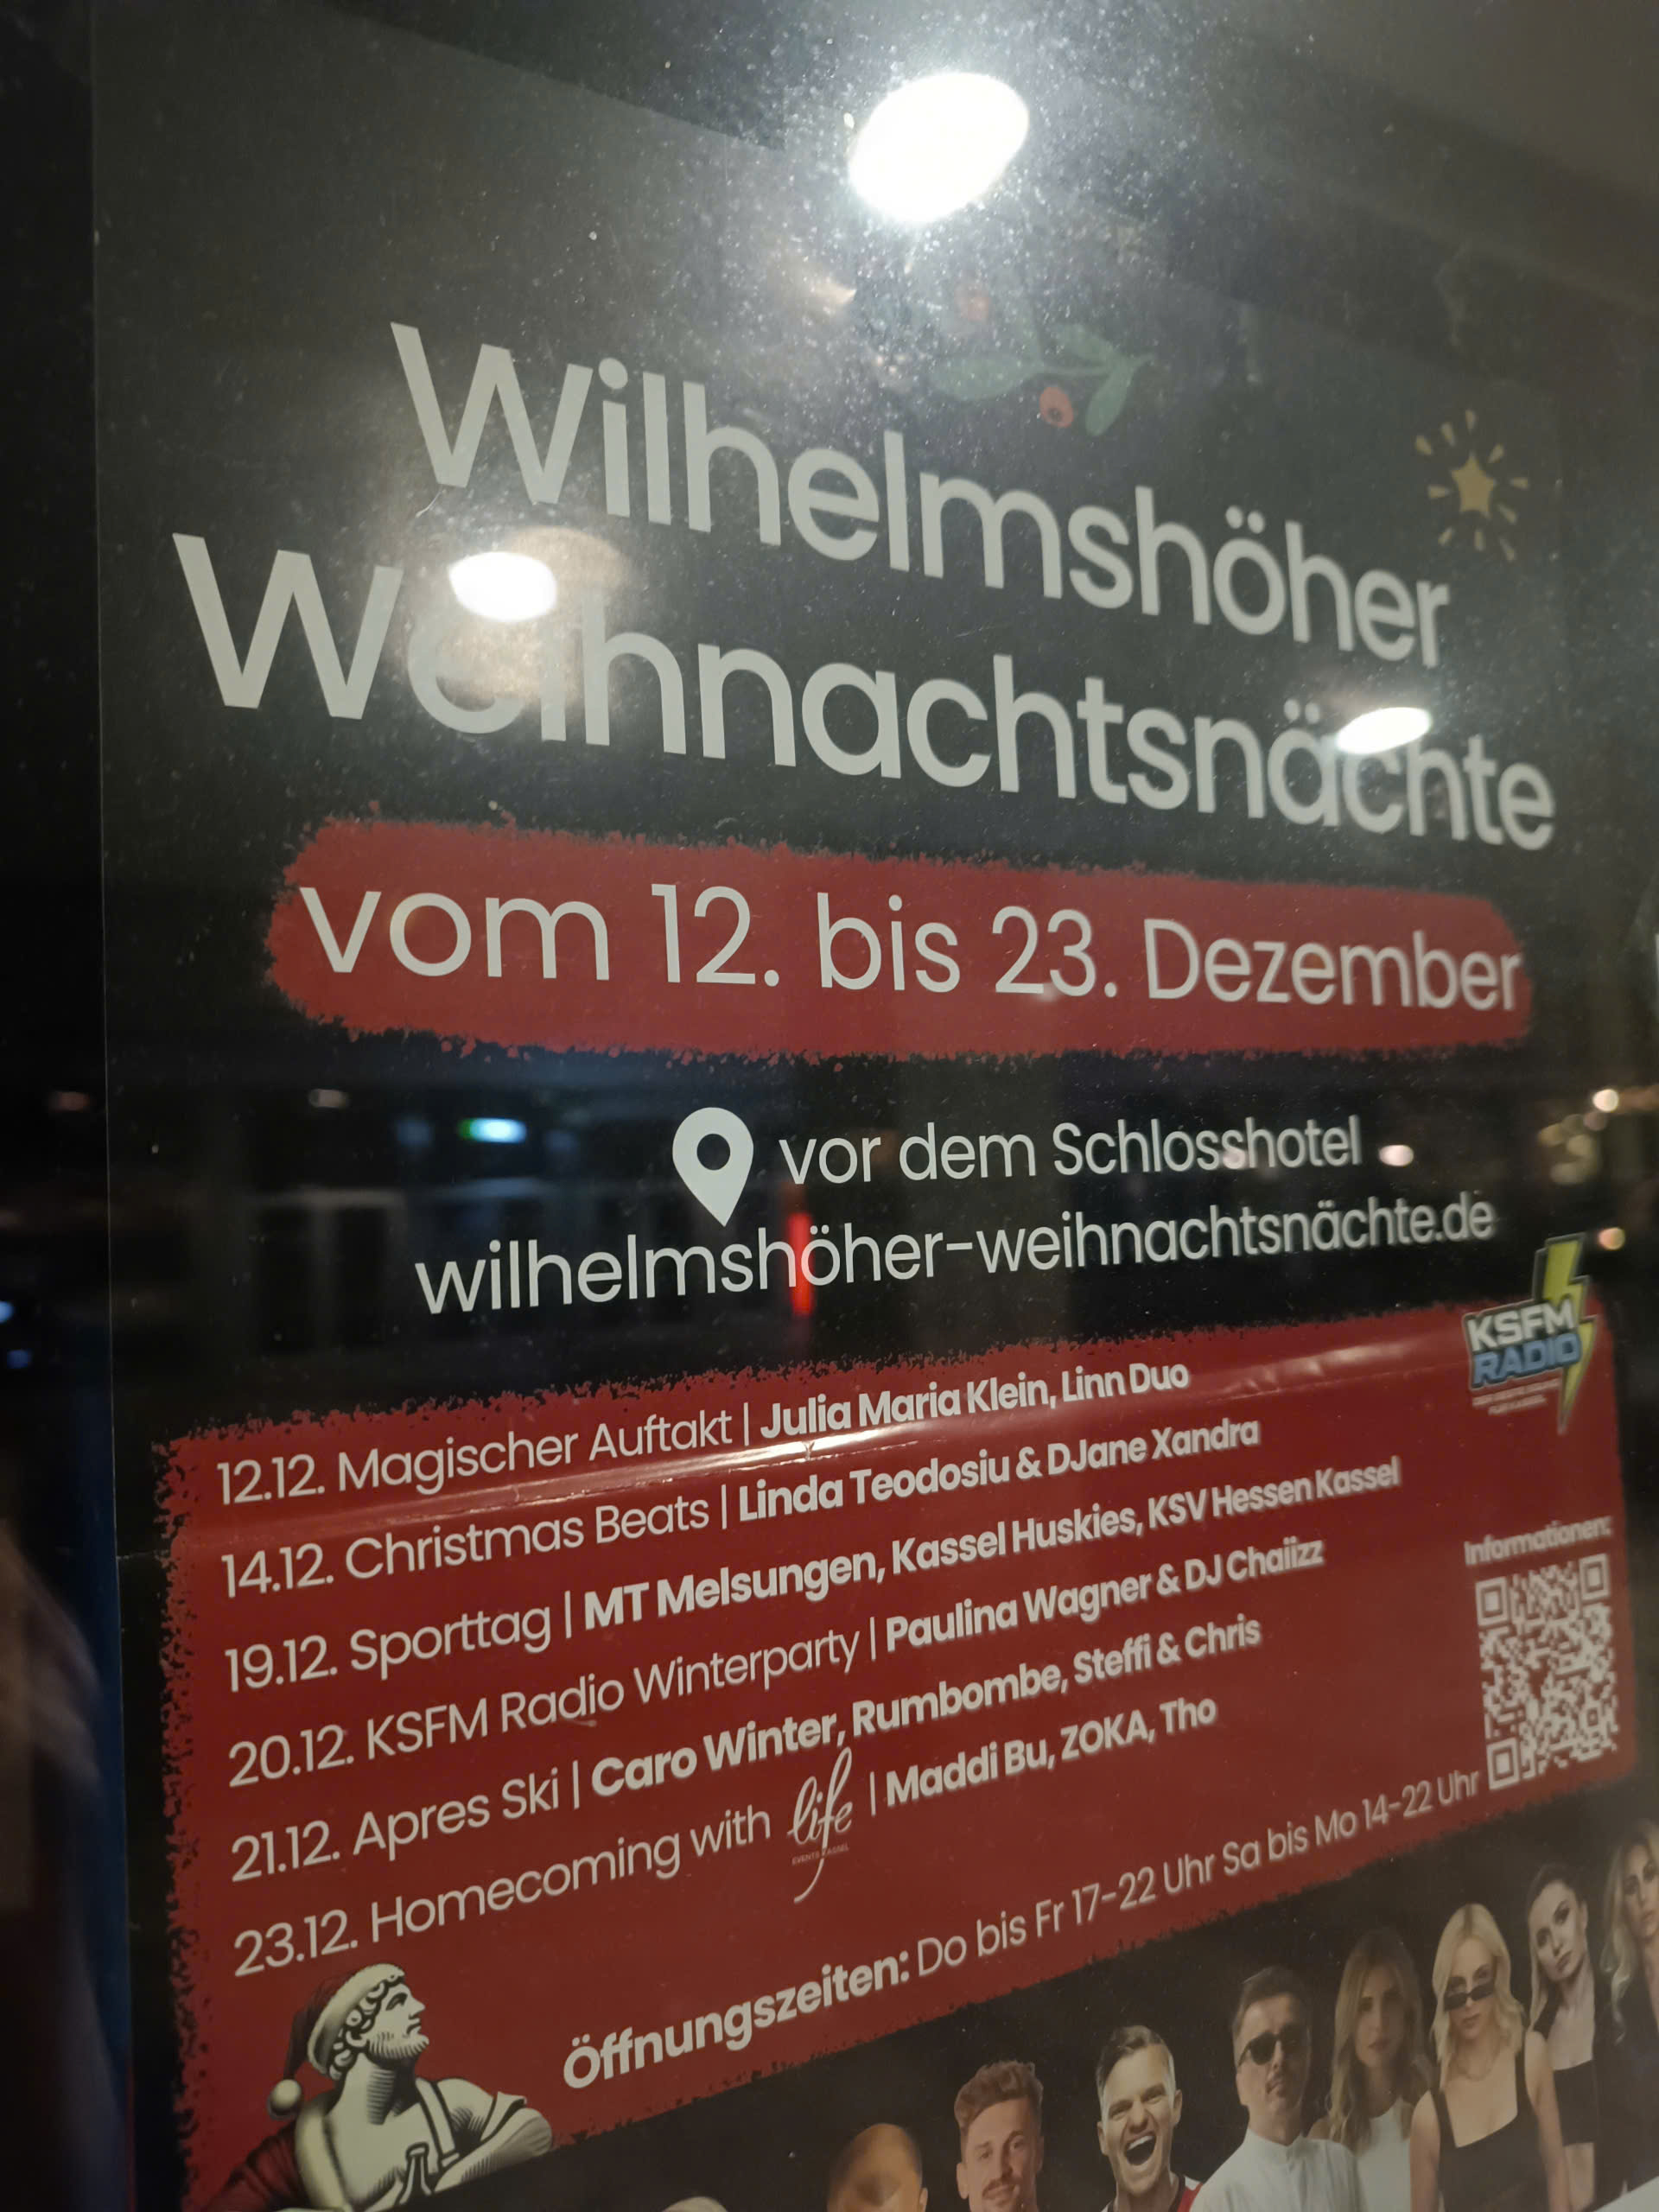 Wilhelmshöher
Weihnachtsnächte
vom 12. bis 23. Dezember
vor dem Schlosshotel
wilhelmshöher-weihnachtsnächte.de
KSFM
RADIO
12.12. Magischer Auftakt | Julia Maria Klein, Linn Duo
14.12. Christmas Beats | Linda Teodosiu & DJane Xandra
19.12. Sporttag | MT Melsungen, Kassel Huskies, KSV Hessen Kassel
20.12. KSFM Radio Winterparty | Paulina Wagner & DJ Chaiizz
21.12. Apres Ski | Caro Winter, Rumbombe, Steffi & Chris
23.12. Homecoming with life | Maddi Bu, ZOKA, Tho
EVENTS KASSEL
Informationen:
Öffnungszeiten: Do bis Fr 17-22 Uhr Sa bis Mo 14-22 Uhr